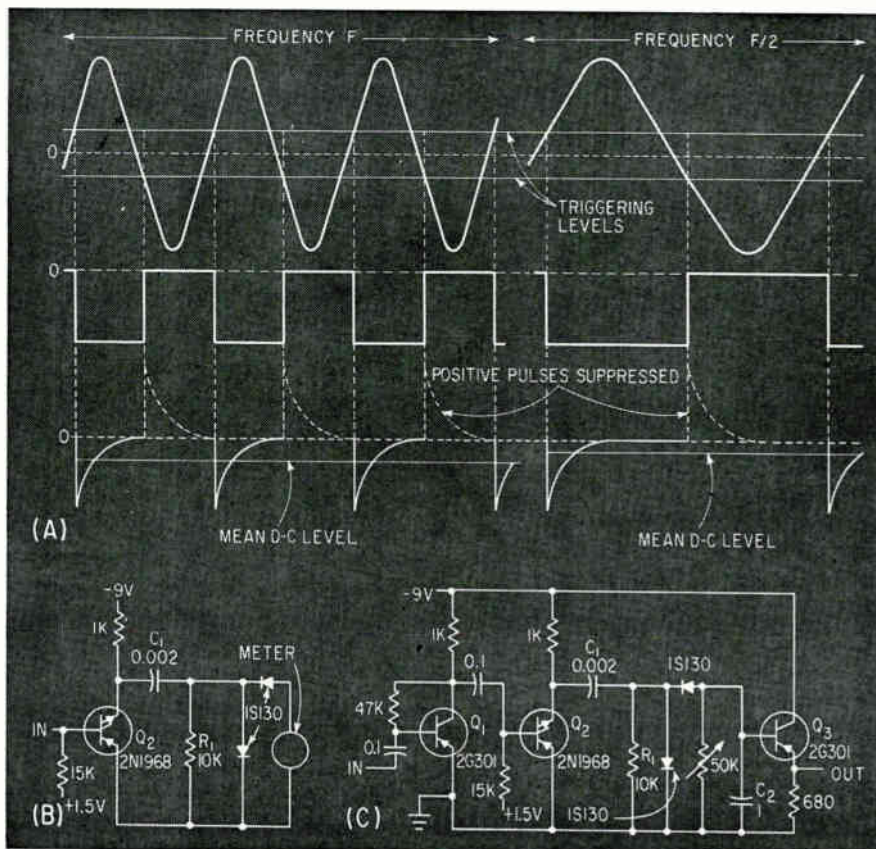 FREQUENCY F
FREQUENCY F/2
0
TRIGGERING
LEVELS
0
POSITIVE PULSES SUPPRESSED
0
MEAN D-C LEVEL
MEAN D-C LEVEL
(A)
-9V
1K
C1
0.002
METER
1S130
IN
Q2
2N1968
R1
10K
15K
+1.5V
(B)
-9V
1K
1K
C1
0.002
1S130
0.1
47K
Q1
2G301
0.1
IN
Q2
2N1968
15K
+1.5V
R1
10K
1S130
50K
C2
1
Q3
2G301
OUT
680
(C)